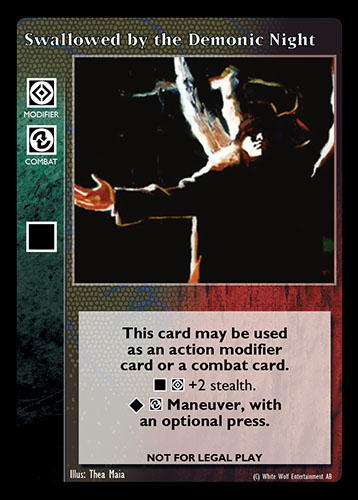 Swallowed by the Demonic Night
MODIFIER
COMBAT
This card may be used
as an action modifier
card or a combat card.
+2 stealth.
Maneuver, with
an optional press.
NOT FOR LEGAL PLAY
Illus: Thea Maia
(C) White Wolf Entertainment AB